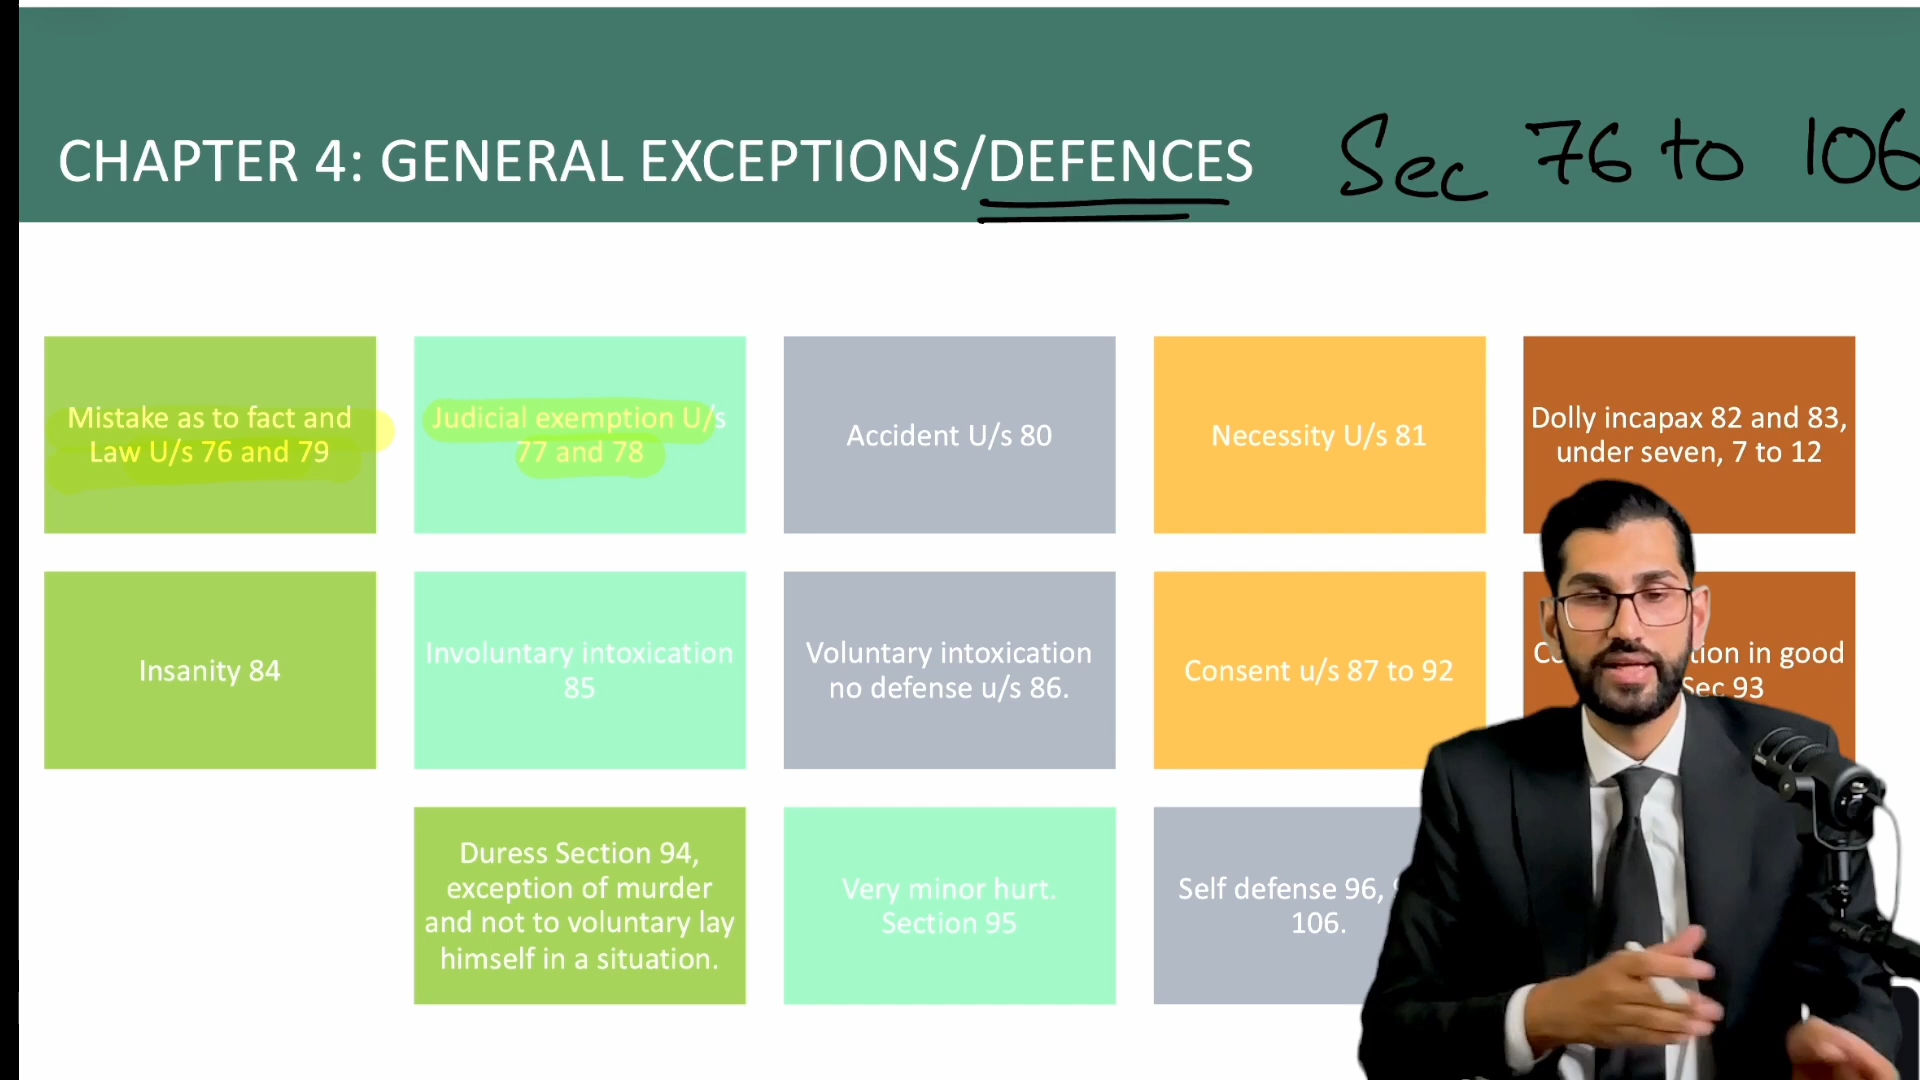 CHAPTER 4: GENERAL EXCEPTIONS/DEFENCES Sec 76 to 106
Mistake as to fact and
Law U/s 76 and 79
Judicial exemption U/s
77 and 78
Accident U/s 80
Necessity U/s 81
Dolly incapax 82 and 83,
under seven, 7 to 12
Insanity 84
Involuntary intoxication
85
Voluntary intoxication
no defense u/s 86.
Consent u/s 87 to 92
in good
Sec 93
Duress Section 94,
exception of murder
and not to voluntary lay
himself in a situation.
Very minor hurt.
Section 95
Self defense 96,
106.